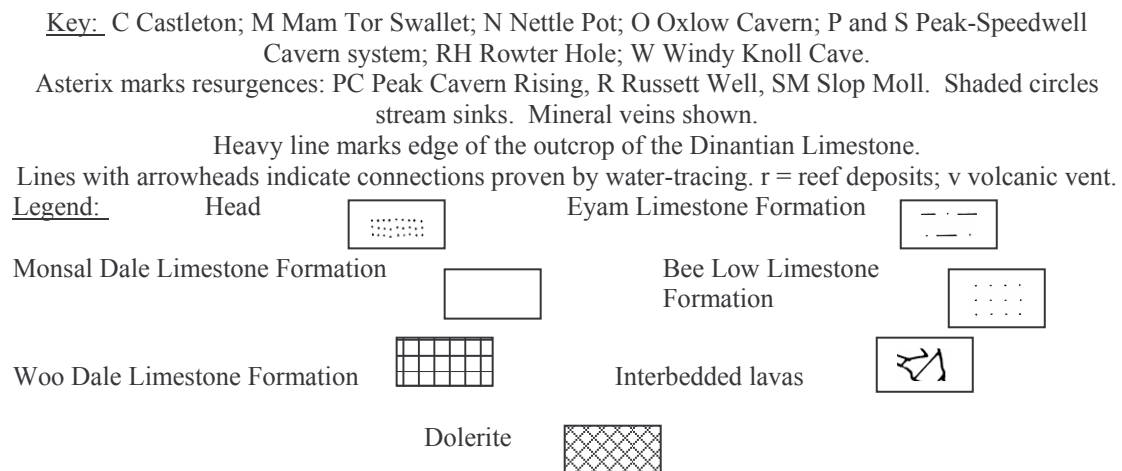 Key: C Castleton; M Mam Tor Swallet; N Nettle Pot; O Oxlow Cavern; P and S Peak-Speedwell
Cavern system; RH Rowter Hole; W Windy Knoll Cave.
Asterix marks resurgences: PC Peak Cavern Rising, R Russett Well, SM Slop Moll. Shaded circles
stream sinks. Mineral veins shown.
Heavy line marks edge of the outcrop of the Dinantian Limestone.
Lines with arrowheads indicate connections proven by water-tracing. r = reef deposits; v volcanic vent.
Legend: Head Eyam Limestone Formation
Monsal Dale Limestone Formation Bee Low Limestone
Formation
Woo Dale Limestone Formation Interbedded lavas
Dolerite